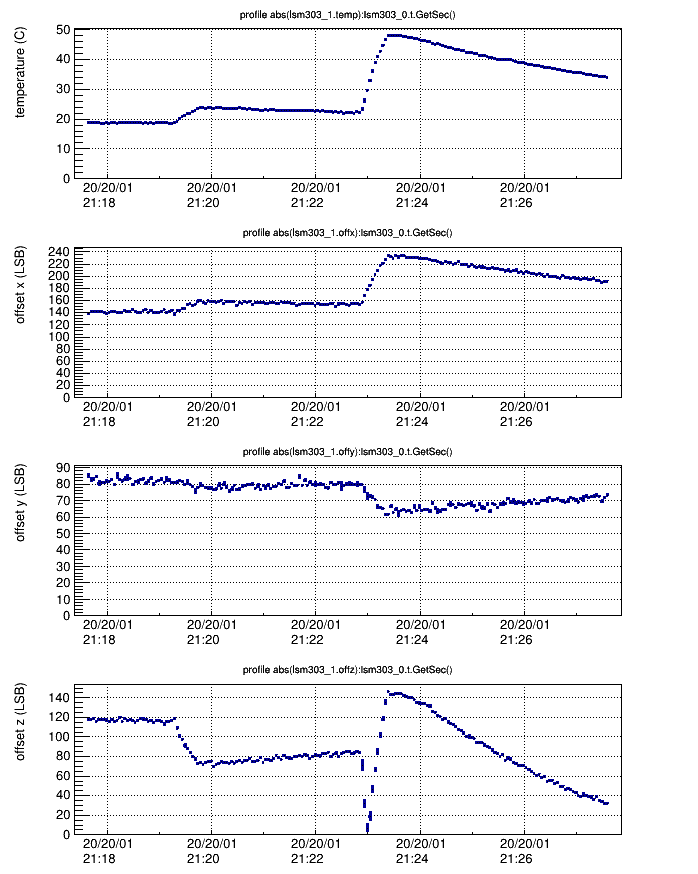 profile abs(lsm303_1.temp):lsm303_0.t.GetSec()
temperature (C)
50
40
30
20
10
0
20/20/01 20/20/01 20/20/01 20/20/01 20/20/01
21:18 21:20 21:22 21:24 21:26
profile abs(lsm303_1.offx):lsm303_0.t.GetSec()
offset x (LSB)
240
220
200
180
160
140
120
100
80
60
40
20
0
20/20/01 20/20/01 20/20/01 20/20/01 20/20/01
21:18 21:20 21:22 21:24 21:26
profile abs(lsm303_1.offy):lsm303_0.t.GetSec()
offset y (LSB)
90
80
70
60
50
40
30
20
10
0
20/20/01 20/20/01 20/20/01 20/20/01 20/20/01
21:18 21:20 21:22 21:24 21:26
profile abs(lsm303_1.offz):lsm303_0.t.GetSec()
offset z (LSB)
140
120
100
80
60
40
20
0
20/20/01 20/20/01 20/20/01 20/20/01 20/20/01
21:18 21:20 21:22 21:24 21:26